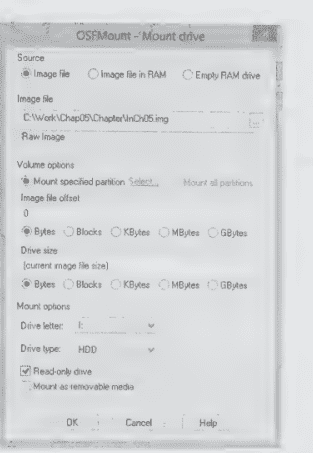 OSFMount - Mount drive
Source
Image file Image file in RAM Empty RAM drive
Image file
C:\Work\Chap05\Chapter\InCh05.img
...
Raw Image
Volume options
Mount specified partition Select... Mount all partitions
Image file offset
0
Bytes Blocks KBytes MBytes GBytes
Drive size
(current image file size)
Bytes Blocks KBytes MBytes GBytes
Mount options
Drive letter: I:
Drive type: HDD
Read-only drive
Mount as removable media
OK Cancel Help